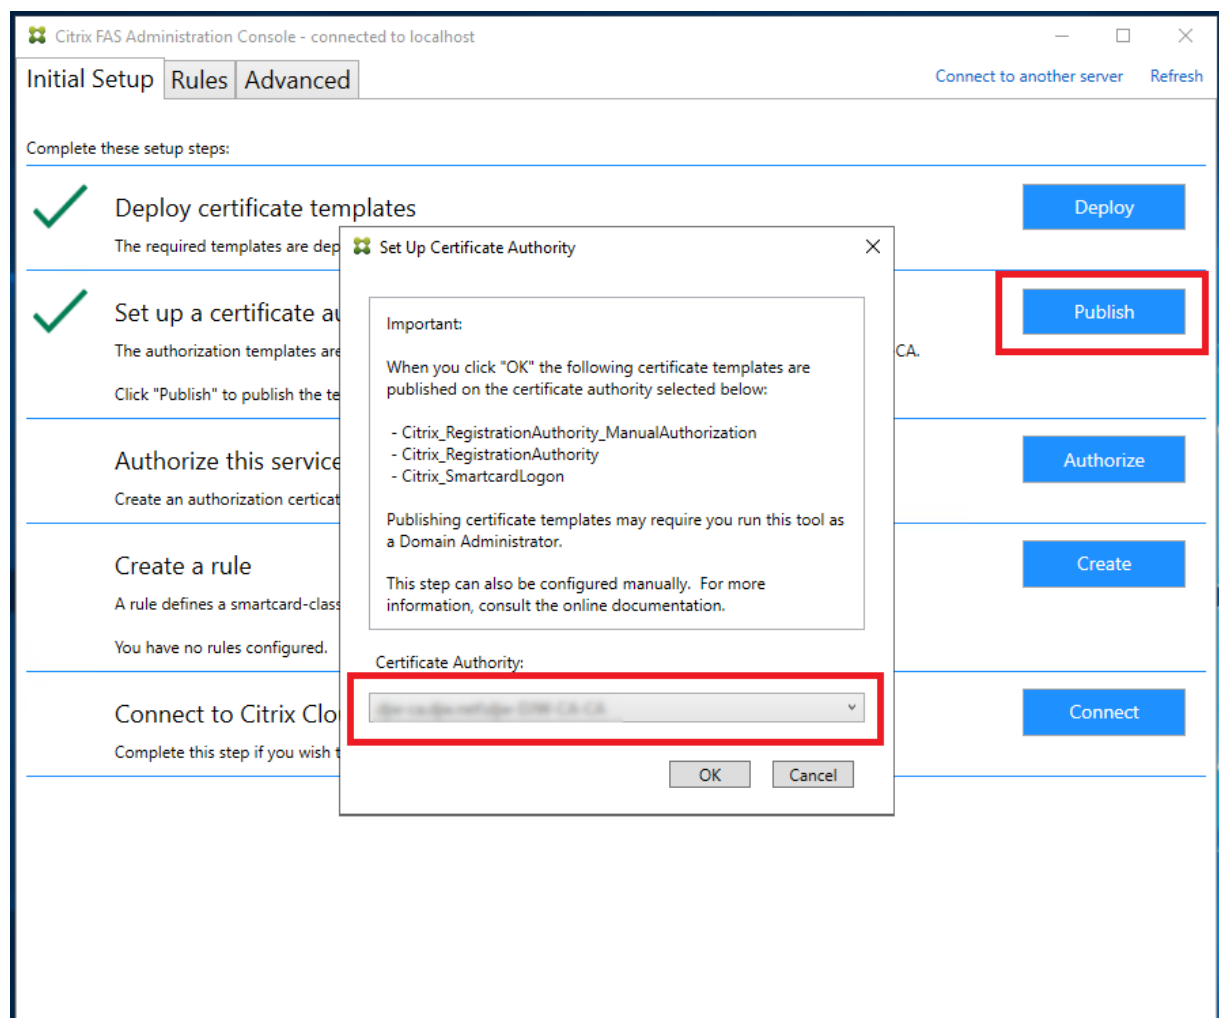 Citrix FAS Administration Console - connected to localhost
Initial Setup Rules Advanced Connect to another server Refresh
Complete these setup steps:
Deploy certificate templates
Deploy
The required templates are dep
Set up a certificate au
Publish
The authorization templates are
CA.
Click "Publish" to publish the te
Authorize this service
Authorize
Create an authorization certicat
Create a rule
Create
A rule defines a smartcard-class
You have no rules configured.
Connect to Citrix Clo
Connect
Complete this step if you wish t
Set Up Certificate Authority
Important:
When you click "OK" the following certificate templates are
published on the certificate authority selected below:
- Citrix_RegistrationAuthority_ManualAuthorization
- Citrix_RegistrationAuthority
- Citrix_SmartcardLogon
Publishing certificate templates may require you run this tool as
a Domain Administrator.
This step can also be configured manually. For more
information, consult the online documentation.
Certificate Authority:
OK Cancel